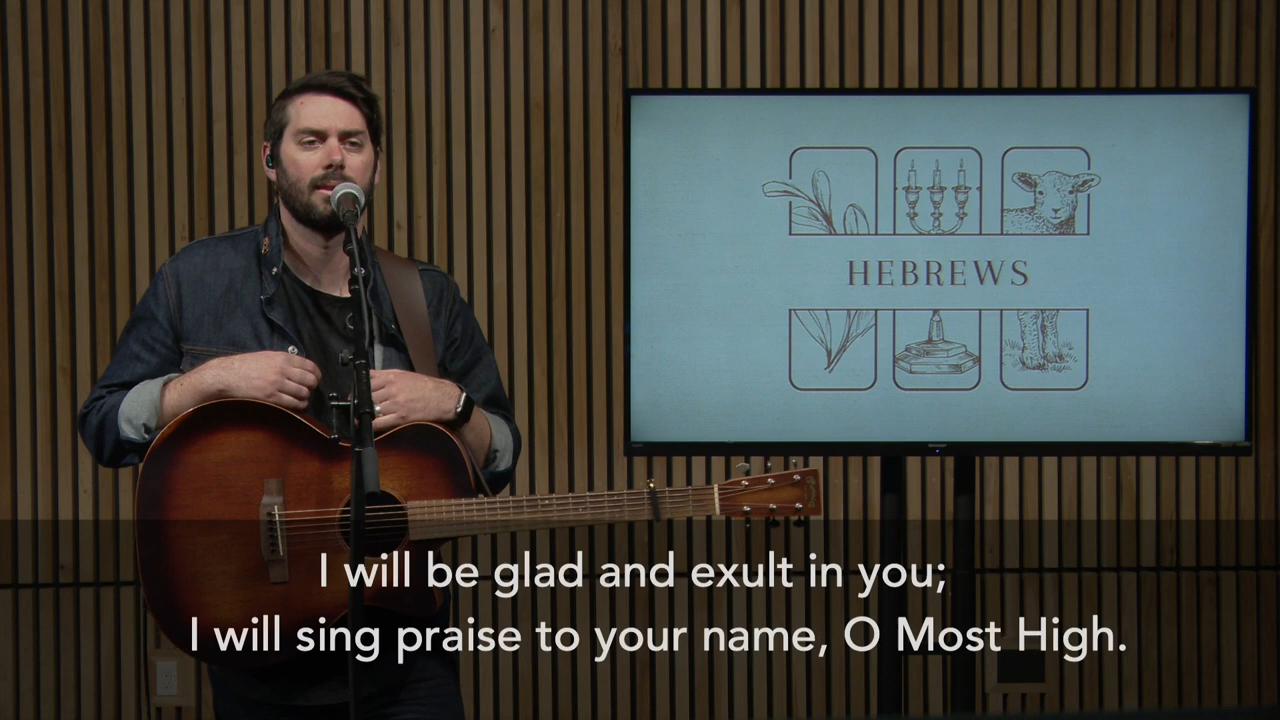 HEBREWS
I will be glad and exult in you;
I will sing praise to your name, O Most High.